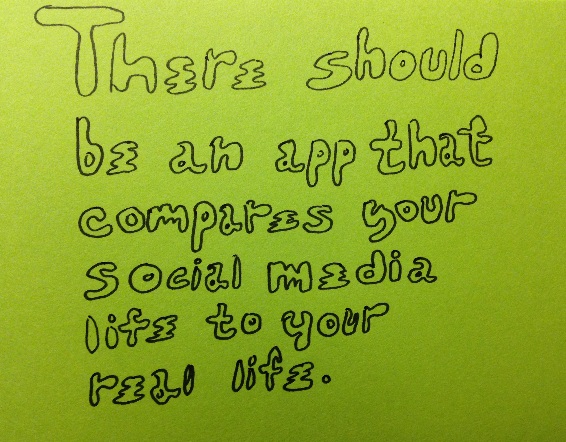 There should
be an app that
compares your
Social media
life to your
real life.